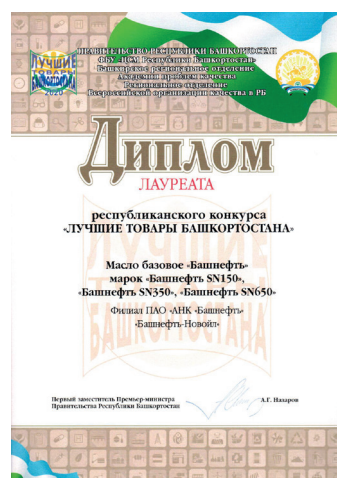 ПРАВИТЕЛЬСТВО РЕСПУБЛИКИ БАШКОРТОСТАН
ФБУ «ЦСМ Республики Башкортостан»
Башкирское региональное отделение
Академии проблем качества
Региональное отделение
Всероссийской организации качества в РБ
ЛУЧШИЕ
ТОВАРЫ
БАШКОРТОСТАНА
2020
Диплом
ЛАУРЕАТА
республиканского конкурса
«ЛУЧШИЕ ТОВАРЫ БАШКОРТОСТАНА»
Масло базовое «Башнефть»
марок «Башнефть SN150»,
«Башнефть SN350», «Башнефть SN650»
Филиал ПАО «АНК «Башнефть»
«Башнефть-Новойл»
Первый заместитель Премьер-министра
Правительства Республики Башкортостан
А.Г. Назаров